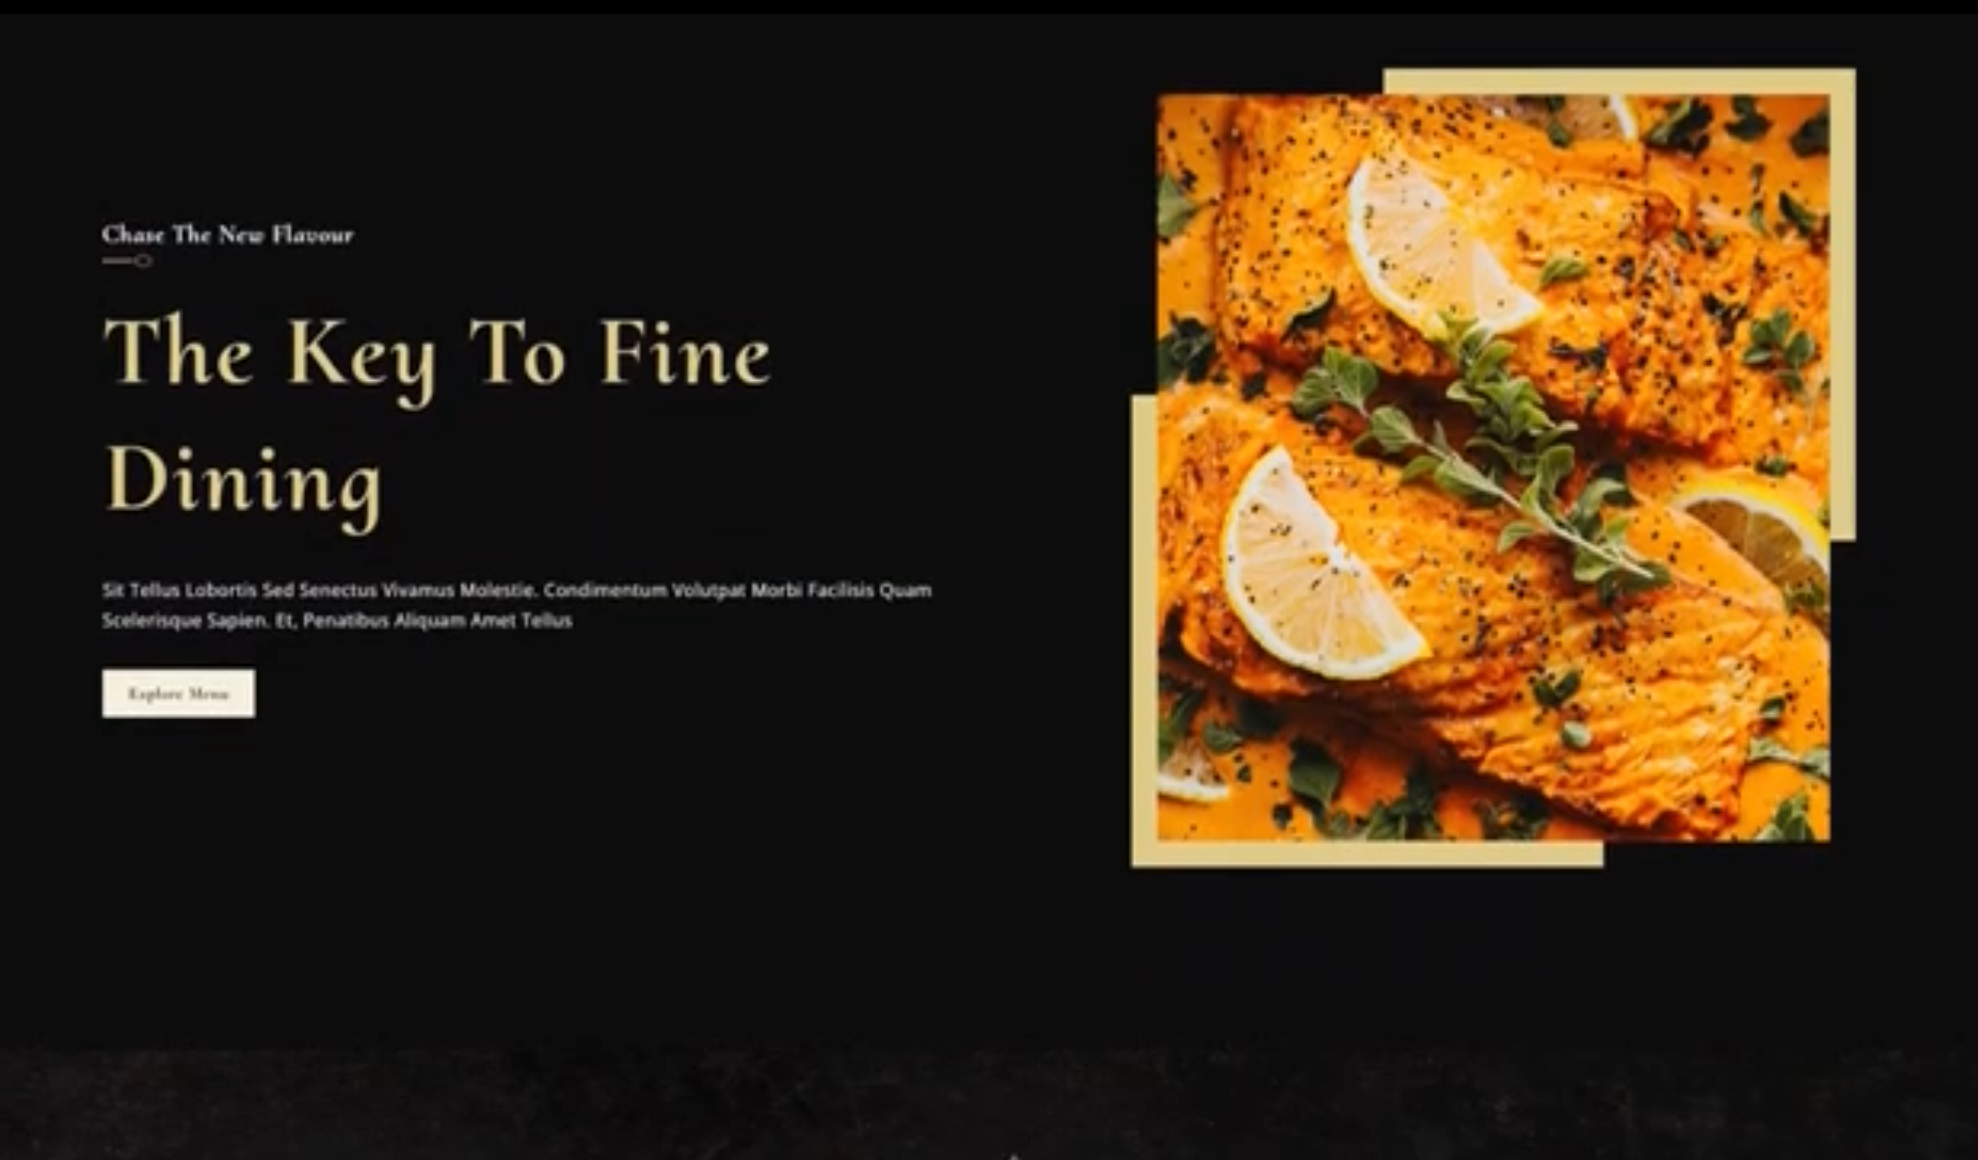 Chase The New Flavour
The Key To Fine
Dining
Sit Tellus Lobortis Sed Senectus Vivamus Molestie. Condimentum Volutpat Morbi Facilisis Quam
Scelerisque Sapien. Et, Penatibus Aliquam Amet Tellus
Explore Menu